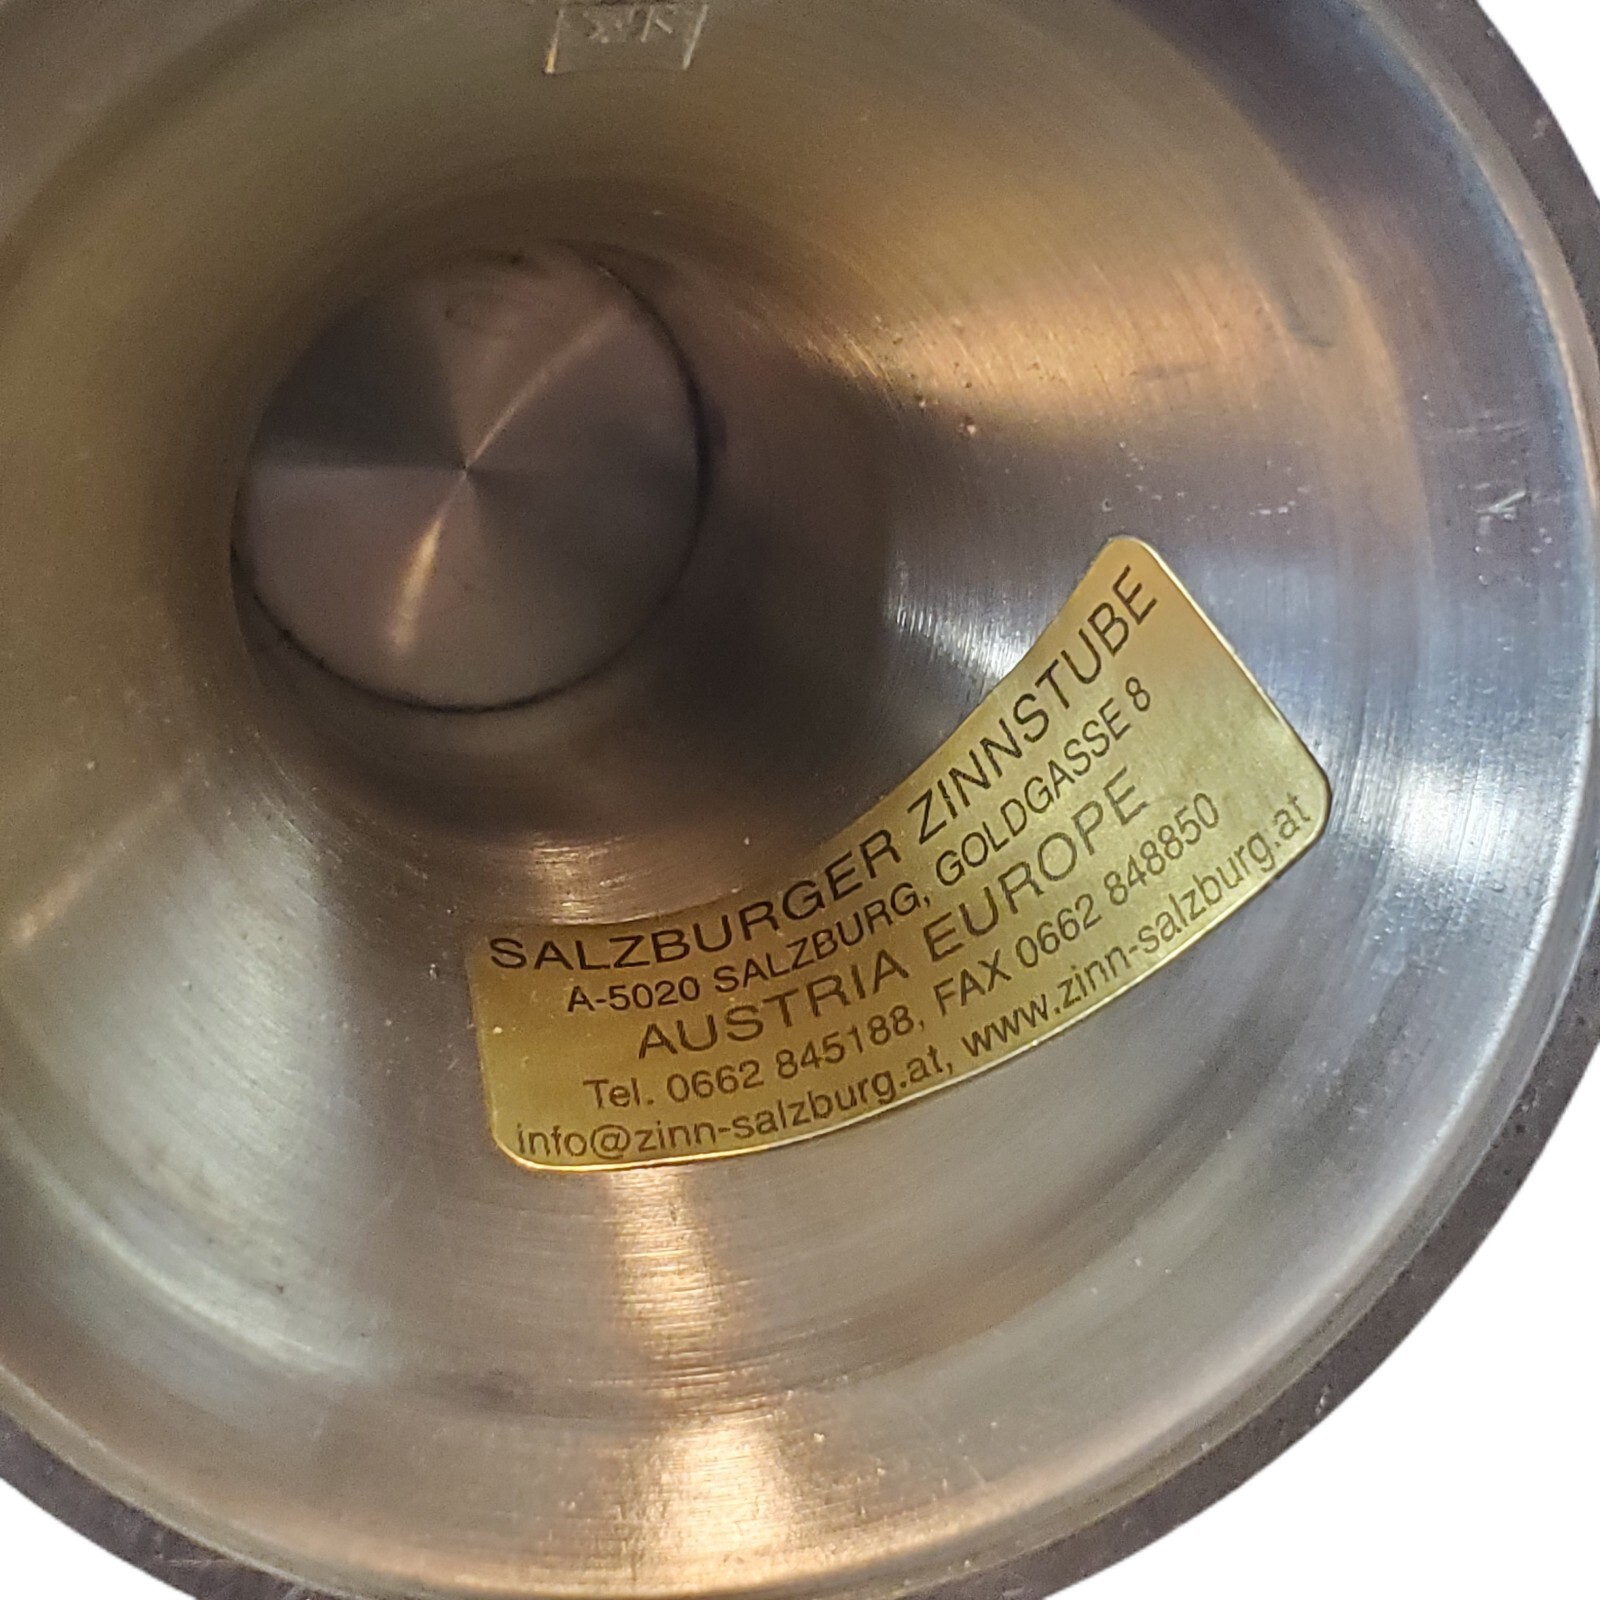 SALZBURGER ZINNSTUBE
A-5020 SALZBURG, GOLDGASSE 8
AUSTRIA EUROPE
Tel. 0662 845188, FAX 0662 848850
info@zinn-salzburg.at, www.zinn-salzburg.at